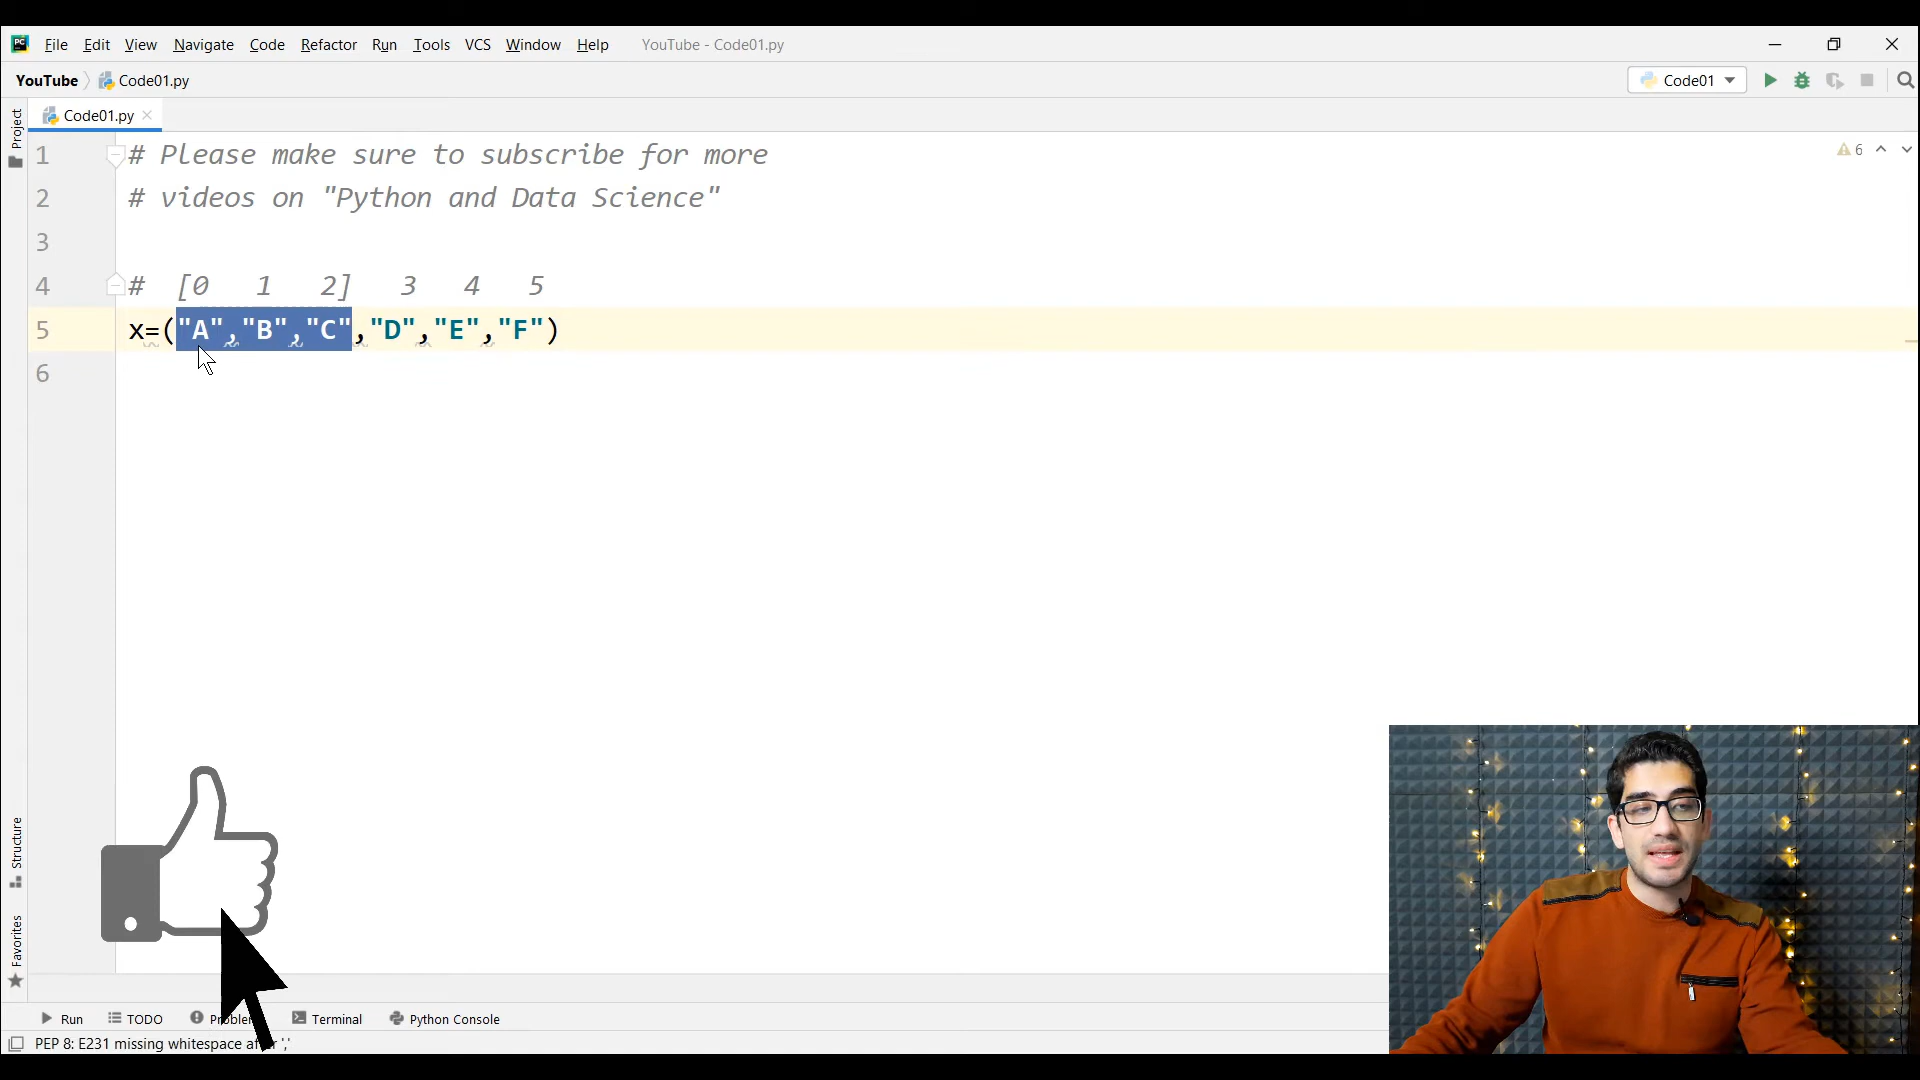 PC File Edit View Navigate Code Refactor Run Tools VCS Window Help YouTube - Code01.py
YouTube Code01.py Code01
Project
Code01.py
1 # Please make sure to subscribe for more
2 # videos on "Python and Data Science"
3
4 # [0 1 2] 3 4 5
5 x=("A","B","C","D","E","F")
6
6
Structure
Favorites
Run TODO Terminal Python Console
PEP 8: E231 missing whitespace ','